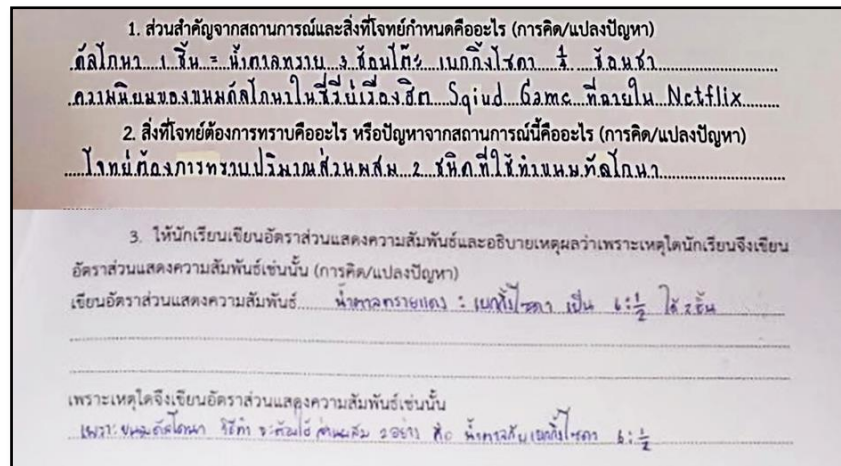 1. ส่วนสำคัญจากสถานการณ์และสิ่งที่โจทย์กำหนดคืออะไร (การคิด/แปลงปัญหา)
ดัลโกนา 1 ชิ้น = น้ำตาลทราย 3 ช้อนโต๊ะ เบกกิ้งโซดา 1/4 ช้อนชา
ความนิยมของขนมดัลโกนาในซีรีย์เรื่องฮิต Sqiud Game ที่ฉายใน Netflix
2. สิ่งที่โจทย์ต้องการทราบคืออะไร หรือปัญหาจากสถานการณ์นี้คืออะไร (การคิด/แปลงปัญหา)
โจทย์ต้องการทราบปริมาณส่วนผสม 2 ชนิดที่ใช้ทำขนมทัลโกนา
3. ให้นักเรียนเขียนอัตราส่วนแสดงความสัมพันธ์และอธิบายเหตุผลว่าเพราะเหตุใดนักเรียนจึงเขียน
อัตราส่วนแสดงความสัมพันธ์เช่นนั้น (การคิด/แปลงปัญหา)
เขียนอัตราส่วนแสดงความสัมพันธ์ น้ำตาลทรายแดง : เบกกิ้งโซดา เป็น 6:1/2 ได้ 2 ชิ้น
เพราะเหตุใดจึงเขียนอัตราส่วนแสดงความสัมพันธ์เช่นนั้น
เพราะขนมดัลโกนา วิธีทำ จะต้องใช้ส่วนผสม 2 อย่าง คือ น้ำตาลกับเบกกิ้งโซดา 6:1/2